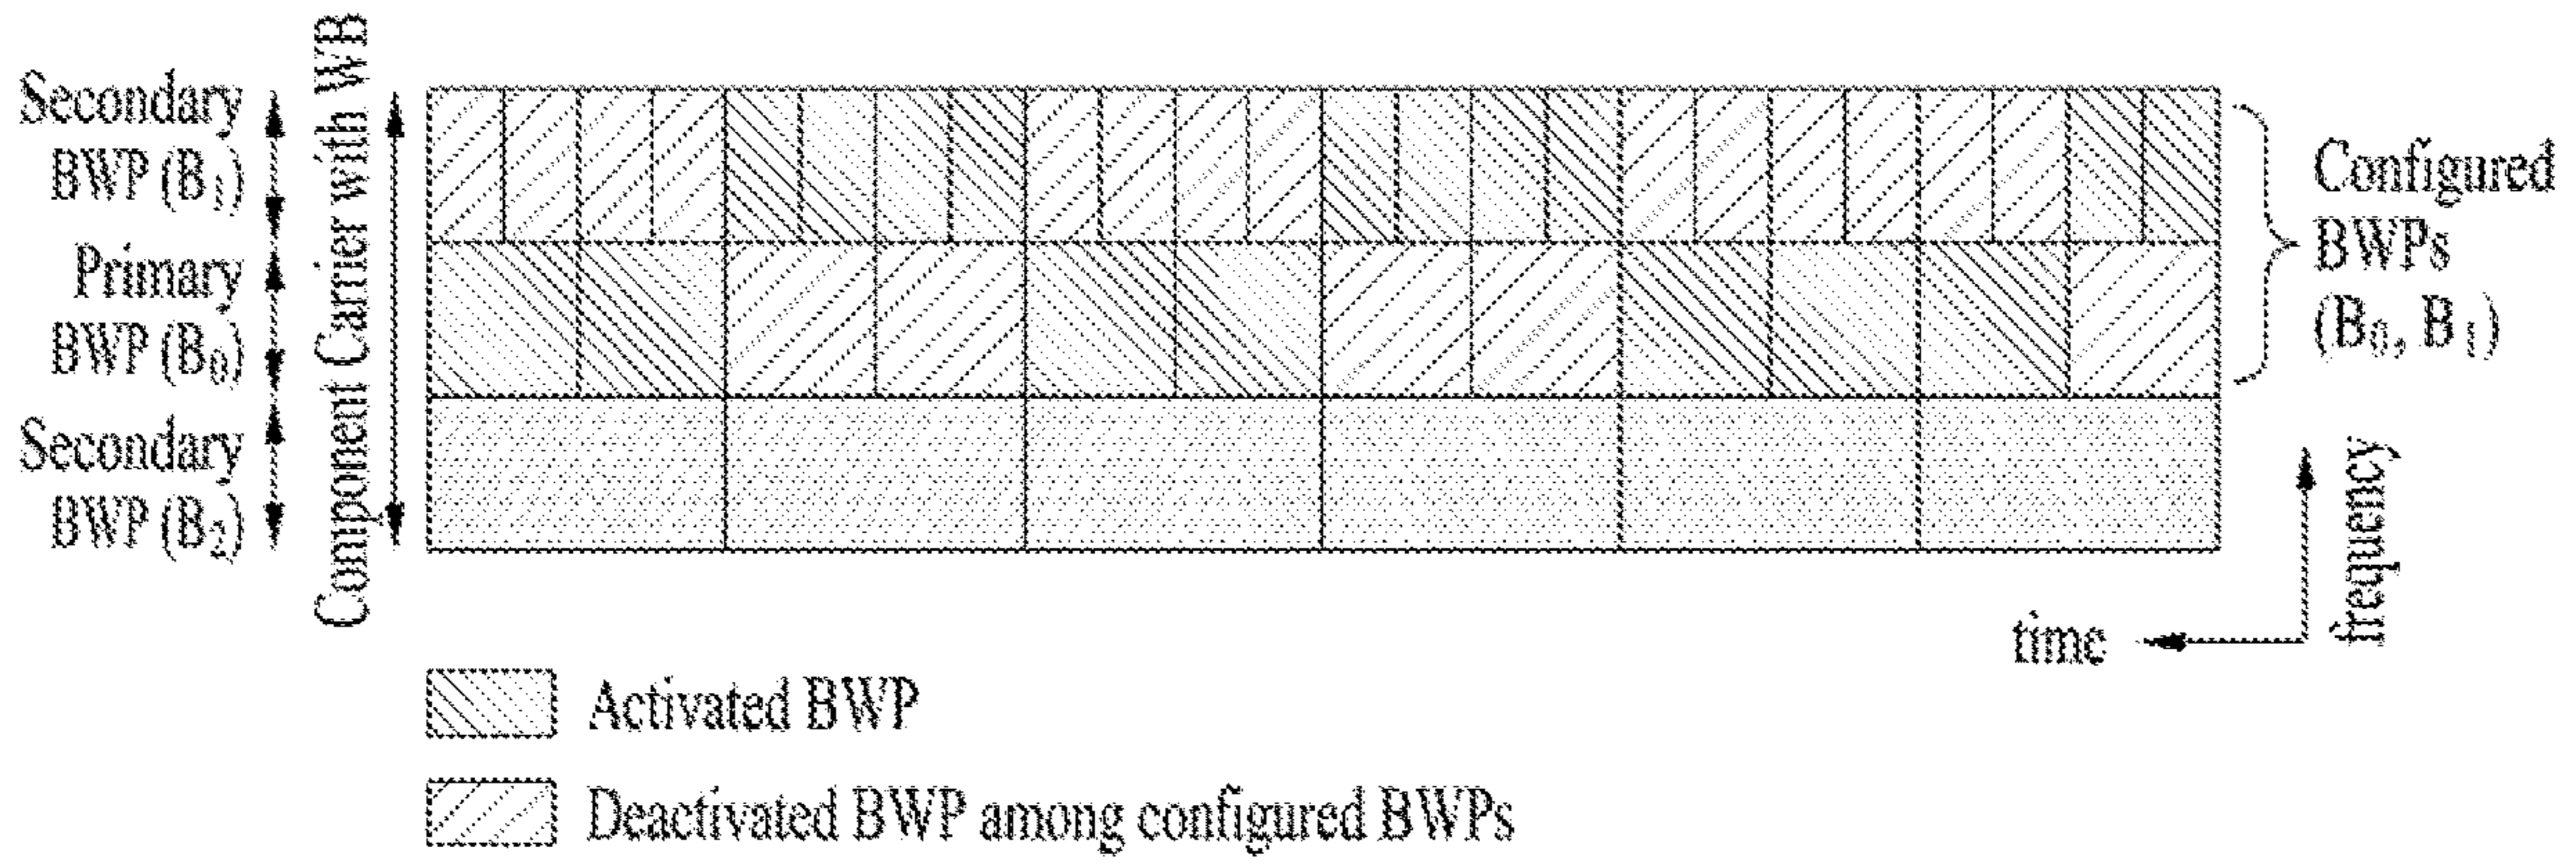 Secondary
BWP (B₁)
Primary
BWP (B₀)
Secondary
BWP (B₂)
Component Carrier with WB
Configured
BWPs
(B₀, B₁)
frequency
time
Activated BWP
Deactivated BWP among configured BWPs